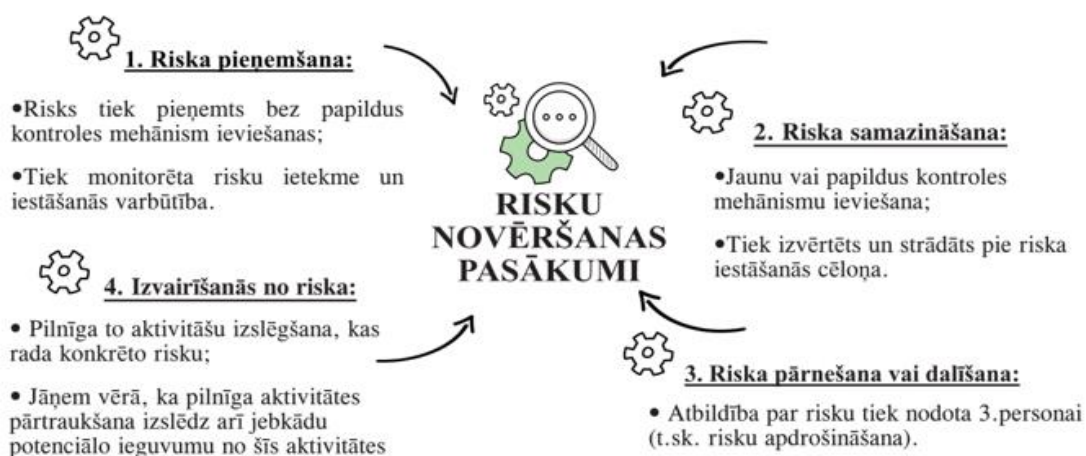 1. Riska pieņemšana:
•Risks tiek pieņemts bez papildus
kontroles mehānism ieviešanas;
•Tiek monitorēta risku ietekme un
iestāšanās varbūtība.
RISKU
NOVĒRŠANAS
PASĀKUMI
2. Riska samazināšana:
•Jaunu vai papildus kontroles
mehānismu ieviešana;
•Tiek izvērtēts un strādāts pie riska
iestāšanās cēloņa.
3. Riska pārnešana vai dalīšana:
• Atbildība par risku tiek nodota 3.personai
(t.sk. risku apdrošināšana).
4. Izvairīšanās no riska:
• Pilnīga to aktivitāšu izslēgšana, kas
rada konkrēto risku;
• Jāņem vērā, ka pilnīga aktivitātes
pārtraukšana izslēdz arī jebkādu
potenciālo ieguvumu no šīs aktivitātes